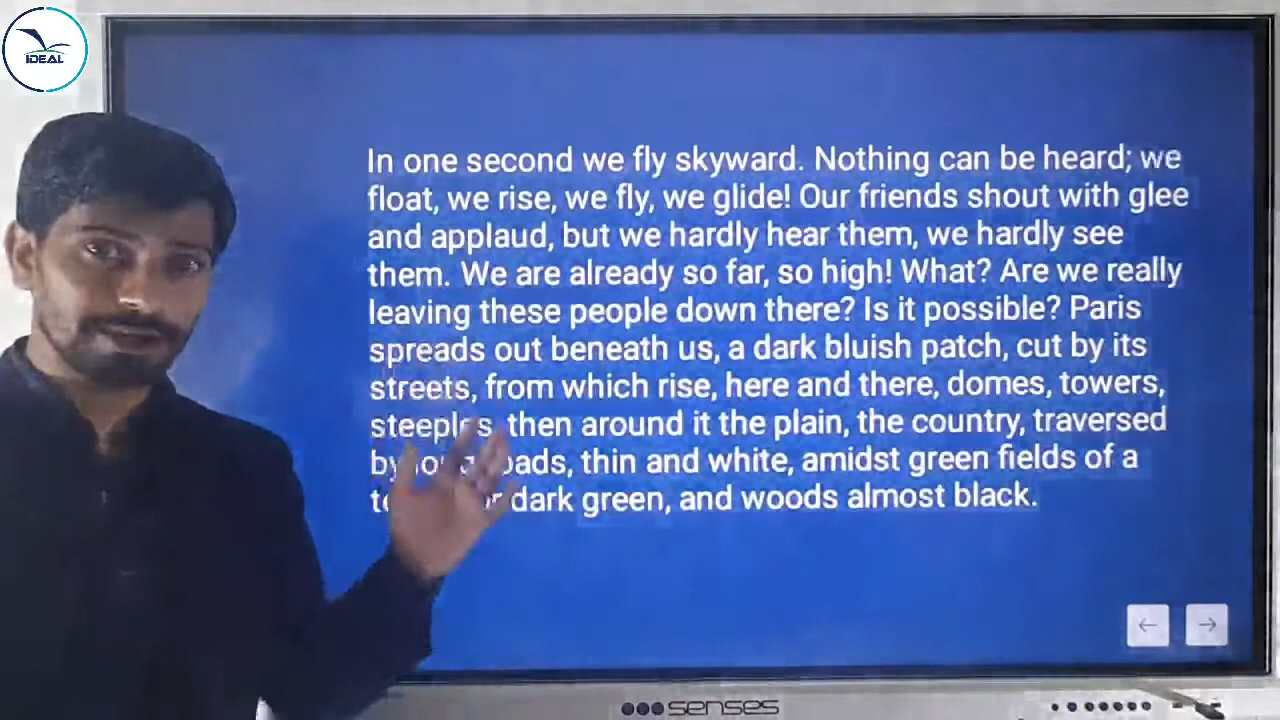 IDEAL
In one second we fly skyward. Nothing can be heard; we
float, we rise, we fly, we glide! Our friends shout with glee
and applaud, but we hardly hear them, we hardly see
them. We are already so far, so high! What? Are we really
leaving these people down there? Is it possible? Paris
spreads out beneath us, a dark bluish patch, cut by its
streets, from which rise, here and there, domes, towers,
steeples, then around it the plain, the country, traversed
by long roads, thin and white, amidst green fields of a
dark green, and woods almost black.
senses